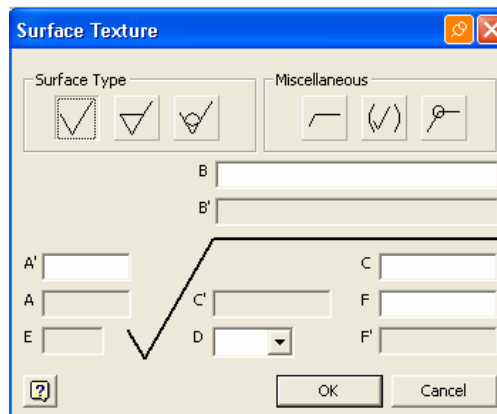 Surface Texture
Surface Type
Miscellaneous
B
B'
A'
C
A
C'
F
E
D
F'
?
OK
Cancel